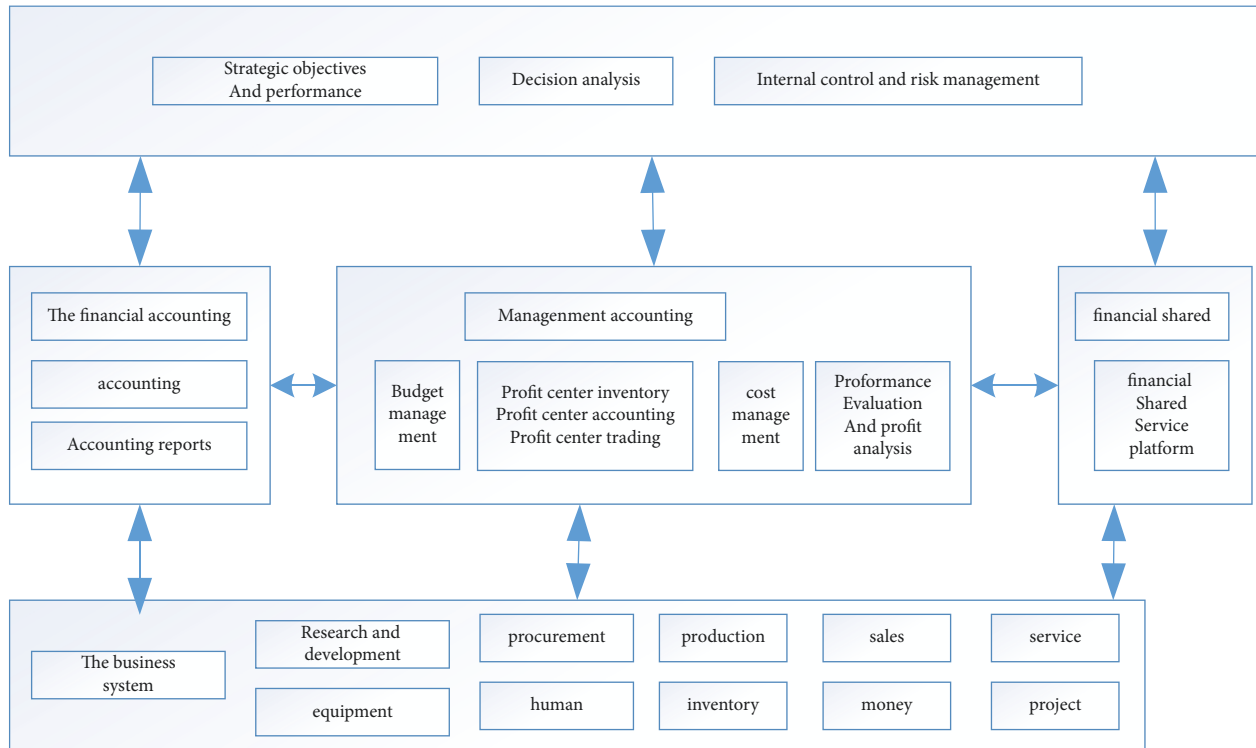 Strategic objectives
And performance
Decision analysis
Internal control and risk management
The financial accounting
accounting
Accounting reports
Managenment accounting
Budget
manage
ment
Profit center inventory
Profit center accounting
Profit center trading
cost
manage
ment
Proformance
Evaluation
And profit
analysis
financial shared
financial
Shared
Service
platform
The business
system
Research and
development
procurement
production
sales
service
equipment
human
inventory
money
project